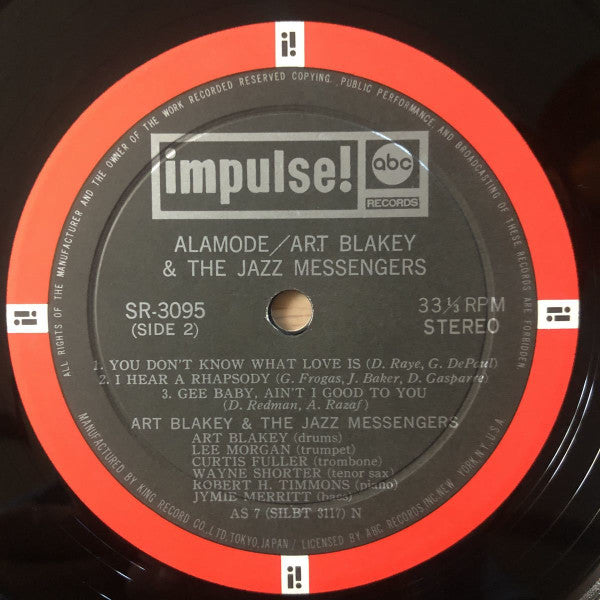 i!
ALL RIGHTS OF THE MANUFACTURER AND THE OWNER OF THE WORK RECORDED RESERVED COPYING, PUBLIC PERFORMANCE AND BROADCASTING OF THESE RECORDS ARE FORBIDDEN.
impulse!
abc
RECORDS
ALAMODE/ART BLAKEY
& THE JAZZ MESSENGERS
SR-3095
(SIDE 2)
33⅓ RPM
STEREO
i!
i!
1. YOU DON'T KNOW WHAT LOVE IS (D. Raye, G. DePaul)
2. I HEAR A RHAPSODY (G. Frogas, J. Baker, D. Gasparre)
3. GEE BABY, AIN'T I GOOD TO YOU
(D. Redman, A. Razaf)
ART BLAKEY & THE JAZZ MESSENGERS
ART BLAKEY (drums)
LEE MORGAN (trumpet)
CURTIS FULLER (trombone)
WAYNE SHORTER (tenor sax)
ROBERT H. TIMMONS (piano)
JYMIE MERRITT (bass)
AS 7 (SILBT 3117) N
MANUFACTURED BY KING RECORD CO., LTD. TOKYO, JAPAN / LICENSED BY ABC RECORDS, INC. NEW YORK, N.Y. U.S.A.
i!